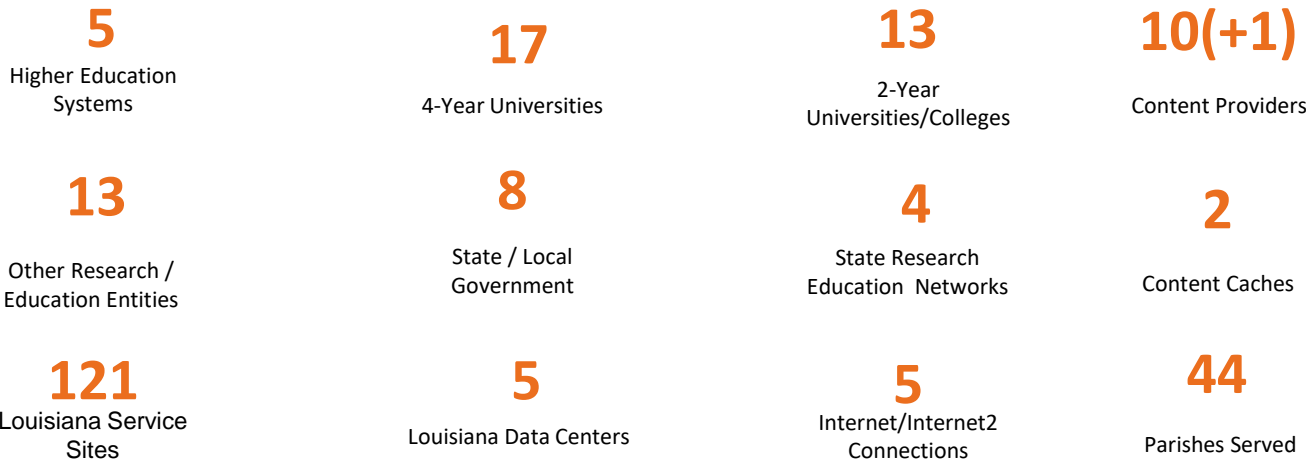 5
Higher Education
Systems
17
4-Year Universities
13
2-Year
Universities/Colleges
10(+1)
Content Providers
13
Other Research /
Education Entities
8
State / Local
Government
4
State Research
Education Networks
2
Content Caches
121
Louisiana Service
Sites
5
Louisiana Data Centers
5
Internet/Internet2
Connections
44
Parishes Served